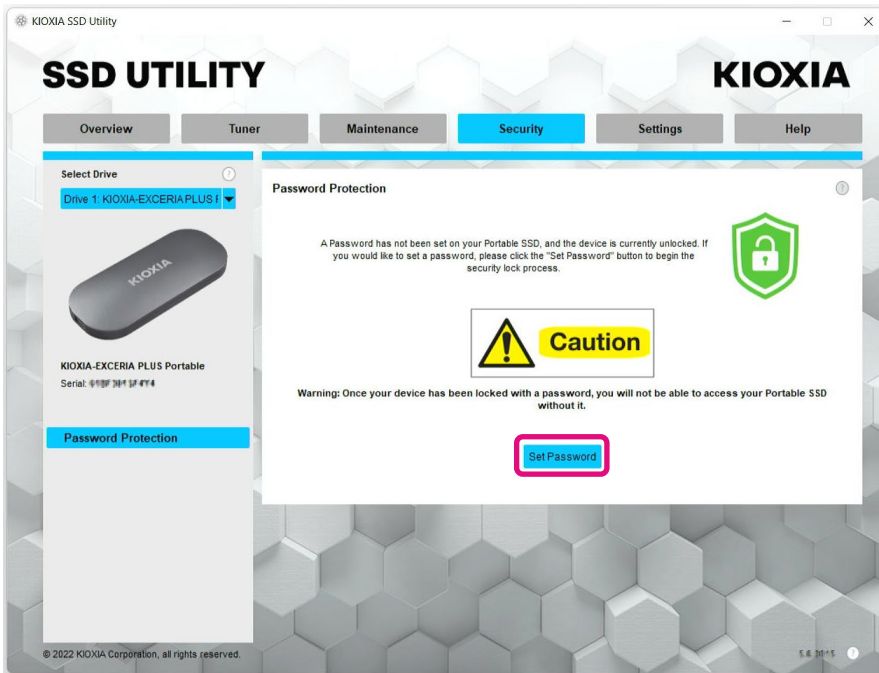 KIOXIA SSD Utility
SSD UTILITY
KIOXIA
Overview
Tuner
Maintenance
Security
Settings
Help
Select Drive
?
Drive 1: KIOXIA-EXCERIA PLUS F
KIOXIA
KIOXIA-EXCERIA PLUS Portable
Serial:
Password Protection
Password Protection
?
A Password has not been set on your Portable SSD, and the device is currently unlocked. If
you would like to set a password, please click the "Set Password" button to begin the
security lock process.
Caution
Warning: Once your device has been locked with a password, you will not be able to access your Portable SSD
without it.
Set Password
© 2022 KIOXIA Corporation, all rights reserved.